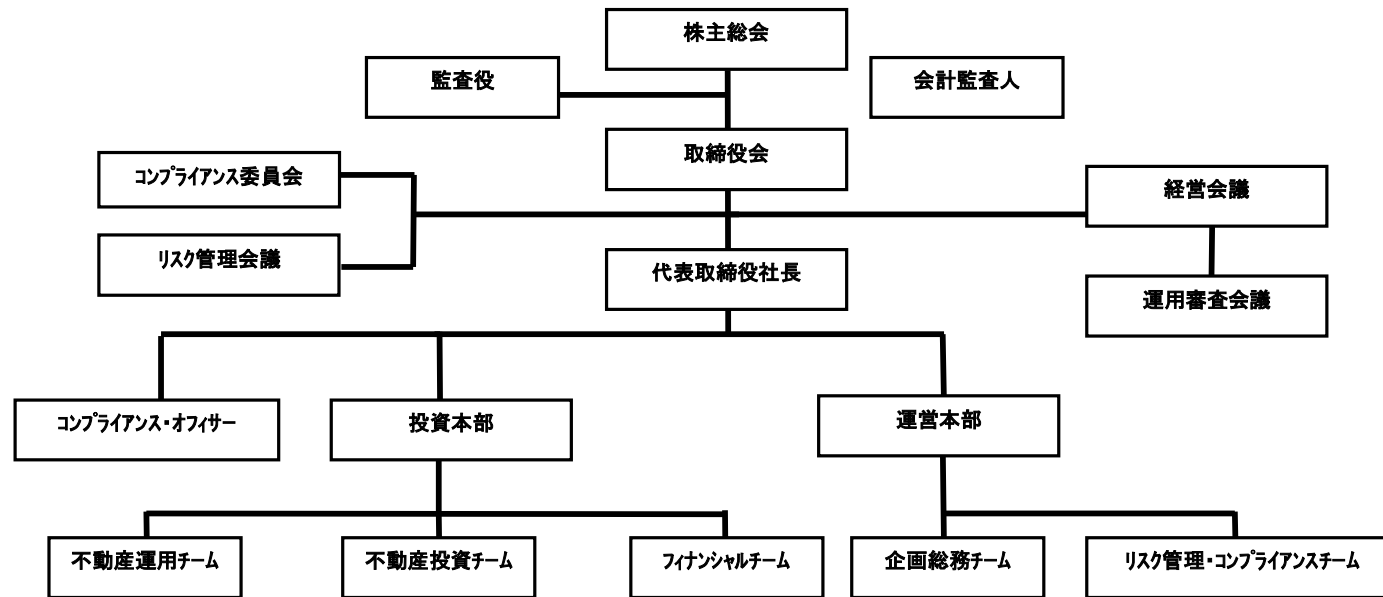 株主総会
監査役
会計監査人
取締役会
コンプライアンス委員会
経営会議
リスク管理会議
代表取締役社長
運用審査会議
コンプライアンス・オフィサー
投資本部
運営本部
不動産運用チーム
不動産投資チーム
フィナンシャルチーム
企画総務チーム
リスク管理・コンプライアンスチーム